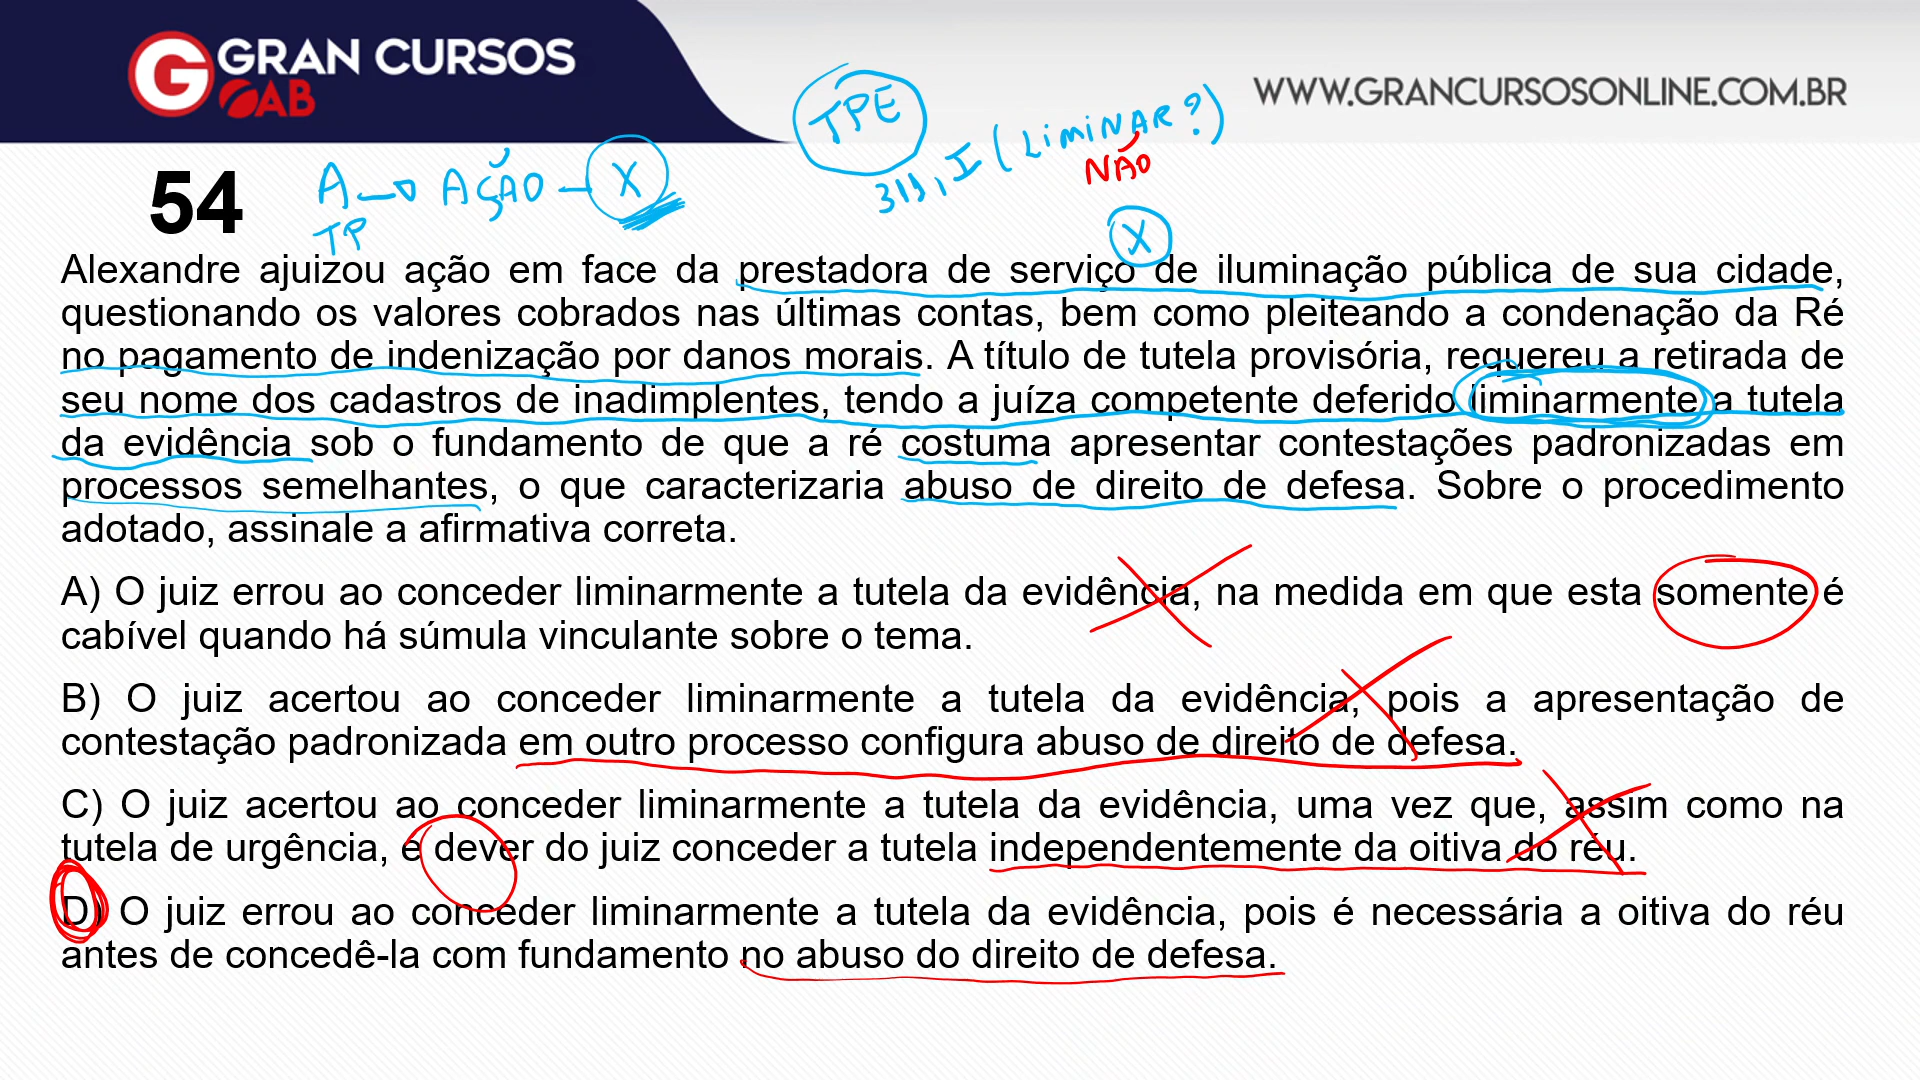 GRAN CURSOS
OAB
WWW.GRANCURSOSONLINE.COM.BR
TPE
311, I (LIMINAR?)
NÃO
54
A → AÇÃO – X
TP
X
Alexandre ajuizou ação em face da prestadora de serviço de iluminação pública de sua cidade,
questionando os valores cobrados nas últimas contas, bem como pleiteando a condenação da Ré
no pagamento de indenização por danos morais. A título de tutela provisória, requereu a retirada de
seu nome dos cadastros de inadimplentes, tendo a juíza competente deferido liminarmente a tutela
da evidência sob o fundamento de que a ré costuma apresentar contestações padronizadas em
processos semelhantes, o que caracterizaria abuso de direito de defesa. Sobre o procedimento
adotado, assinale a afirmativa correta.
A) O juiz errou ao conceder liminarmente a tutela da evidência, na medida em que esta somente é
cabível quando há súmula vinculante sobre o tema.
B) O juiz acertou ao conceder liminarmente a tutela da evidência, pois a apresentação de
contestação padronizada em outro processo configura abuso de direito de defesa.
C) O juiz acertou ao conceder liminarmente a tutela da evidência, uma vez que, assim como na
tutela de urgência, é dever do juiz conceder a tutela independentemente da oitiva do réu.
D) O juiz errou ao conceder liminarmente a tutela da evidência, pois é necessária a oitiva do réu
antes de concedê-la com fundamento no abuso do direito de defesa.